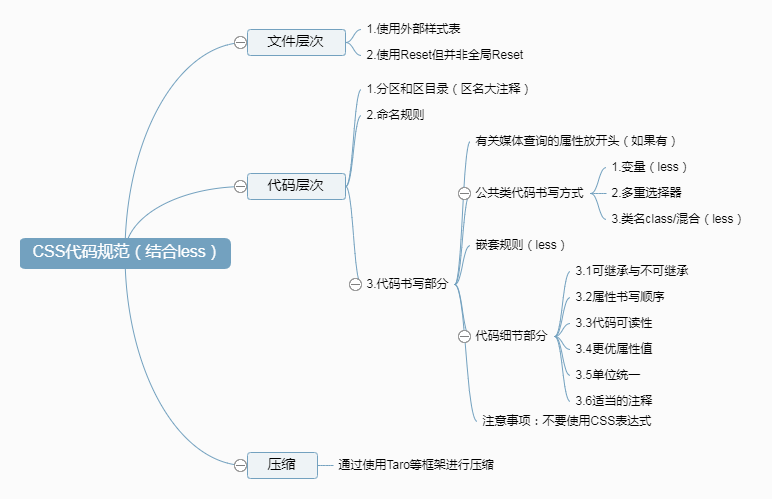 CSS代码规范（结合less）
文件层次
1.使用外部样式表
2.使用Reset但并非全局Reset
代码层次
1.分区和区目录（区名大注释）
2.命名规则
3.代码书写部分
有关媒体查询的属性放开头（如果有）
公共类代码书写方式
1.变量（less）
2.多重选择器
3.类名class/混合（less）
嵌套规则（less）
代码细节部分
3.1可继承与不可继承
3.2属性书写顺序
3.3代码可读性
3.4更优属性值
3.5单位统一
3.6适当的注释
注意事项：不要使用CSS表达式
压缩
通过使用Taro等框架进行压缩